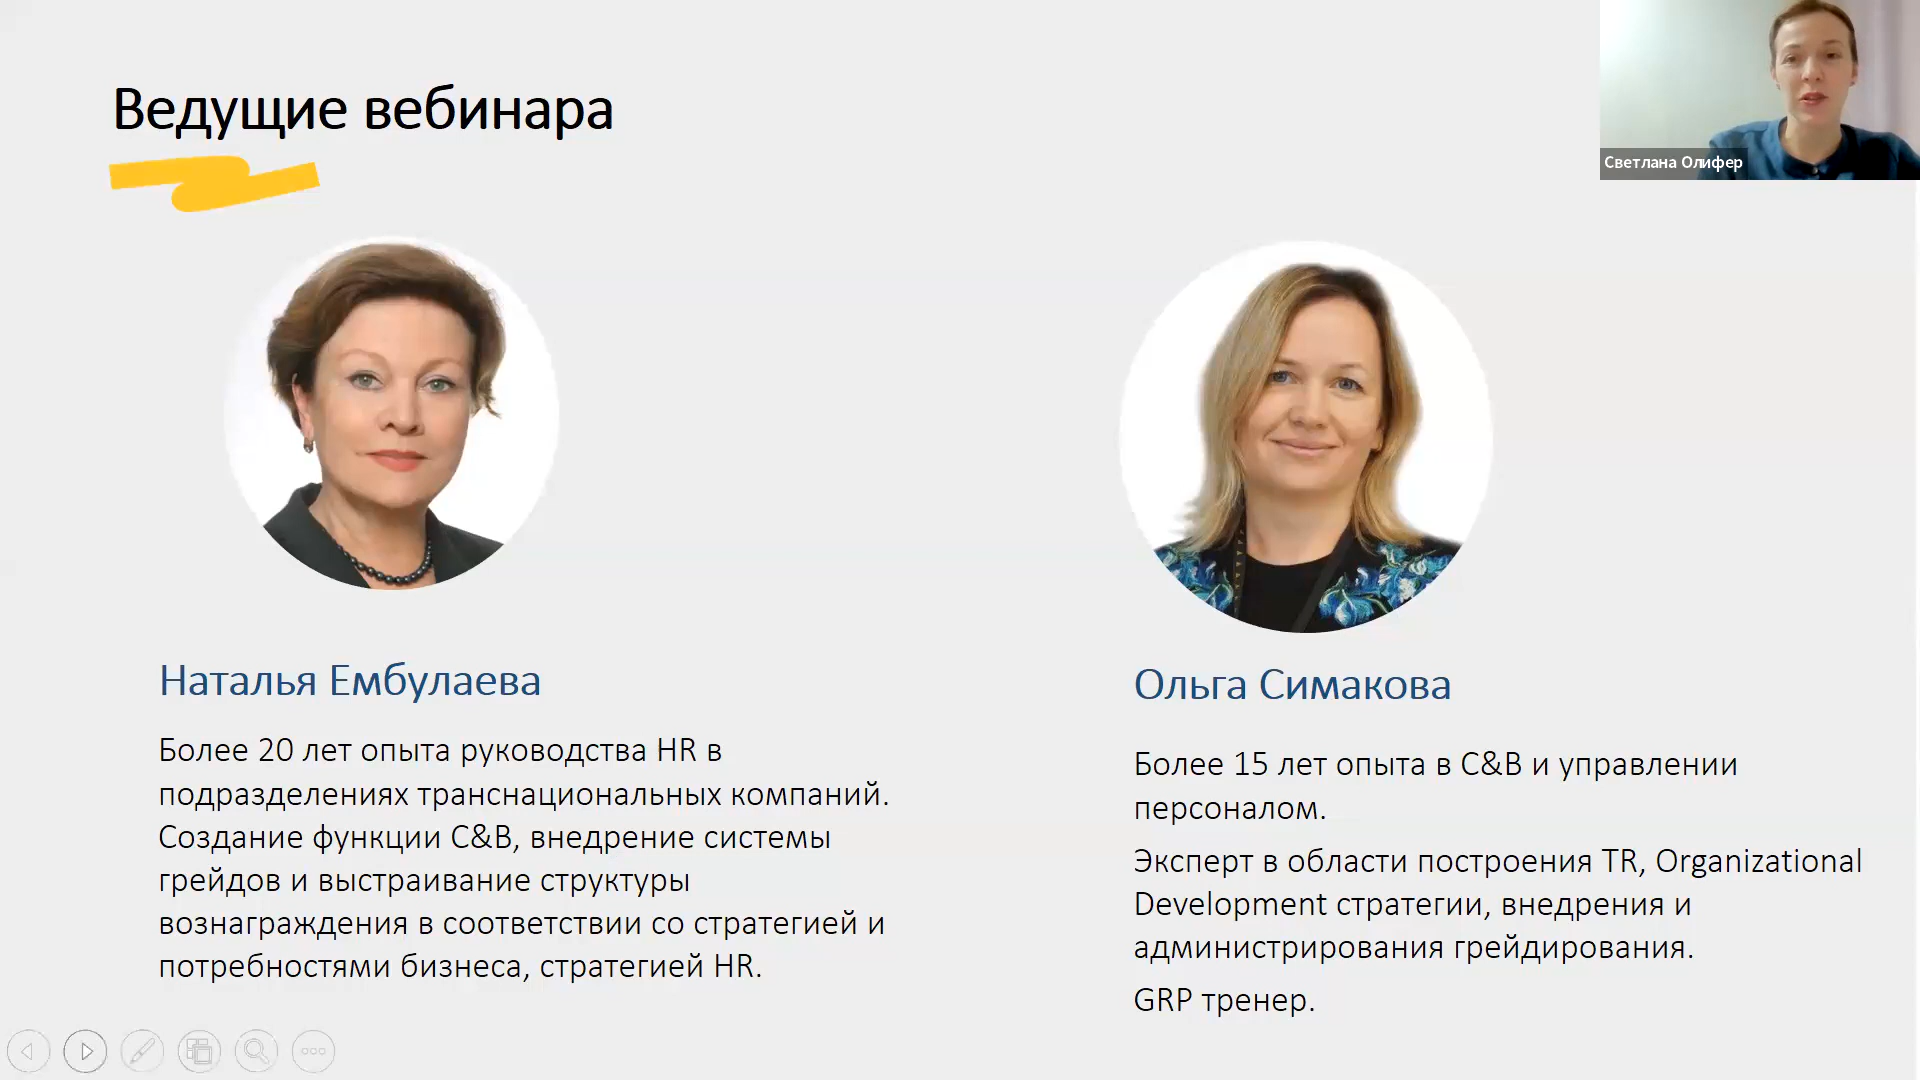 Ведущие вебинара
Светлана Олифер
Наталья Ембулаева
Более 20 лет опыта руководства HR в
подразделениях транснациональных компаний.
Создание функции C&B, внедрение системы
грейдов и выстраивание структуры
вознаграждения в соответствии со стратегией и
потребностями бизнеса, стратегией HR.
Ольга Симакова
Более 15 лет опыта в C&B и управлении
персоналом.
Эксперт в области построения TR, Organizational
Development стратегии, внедрения и
администрирования грейдирования.
GRP тренер.